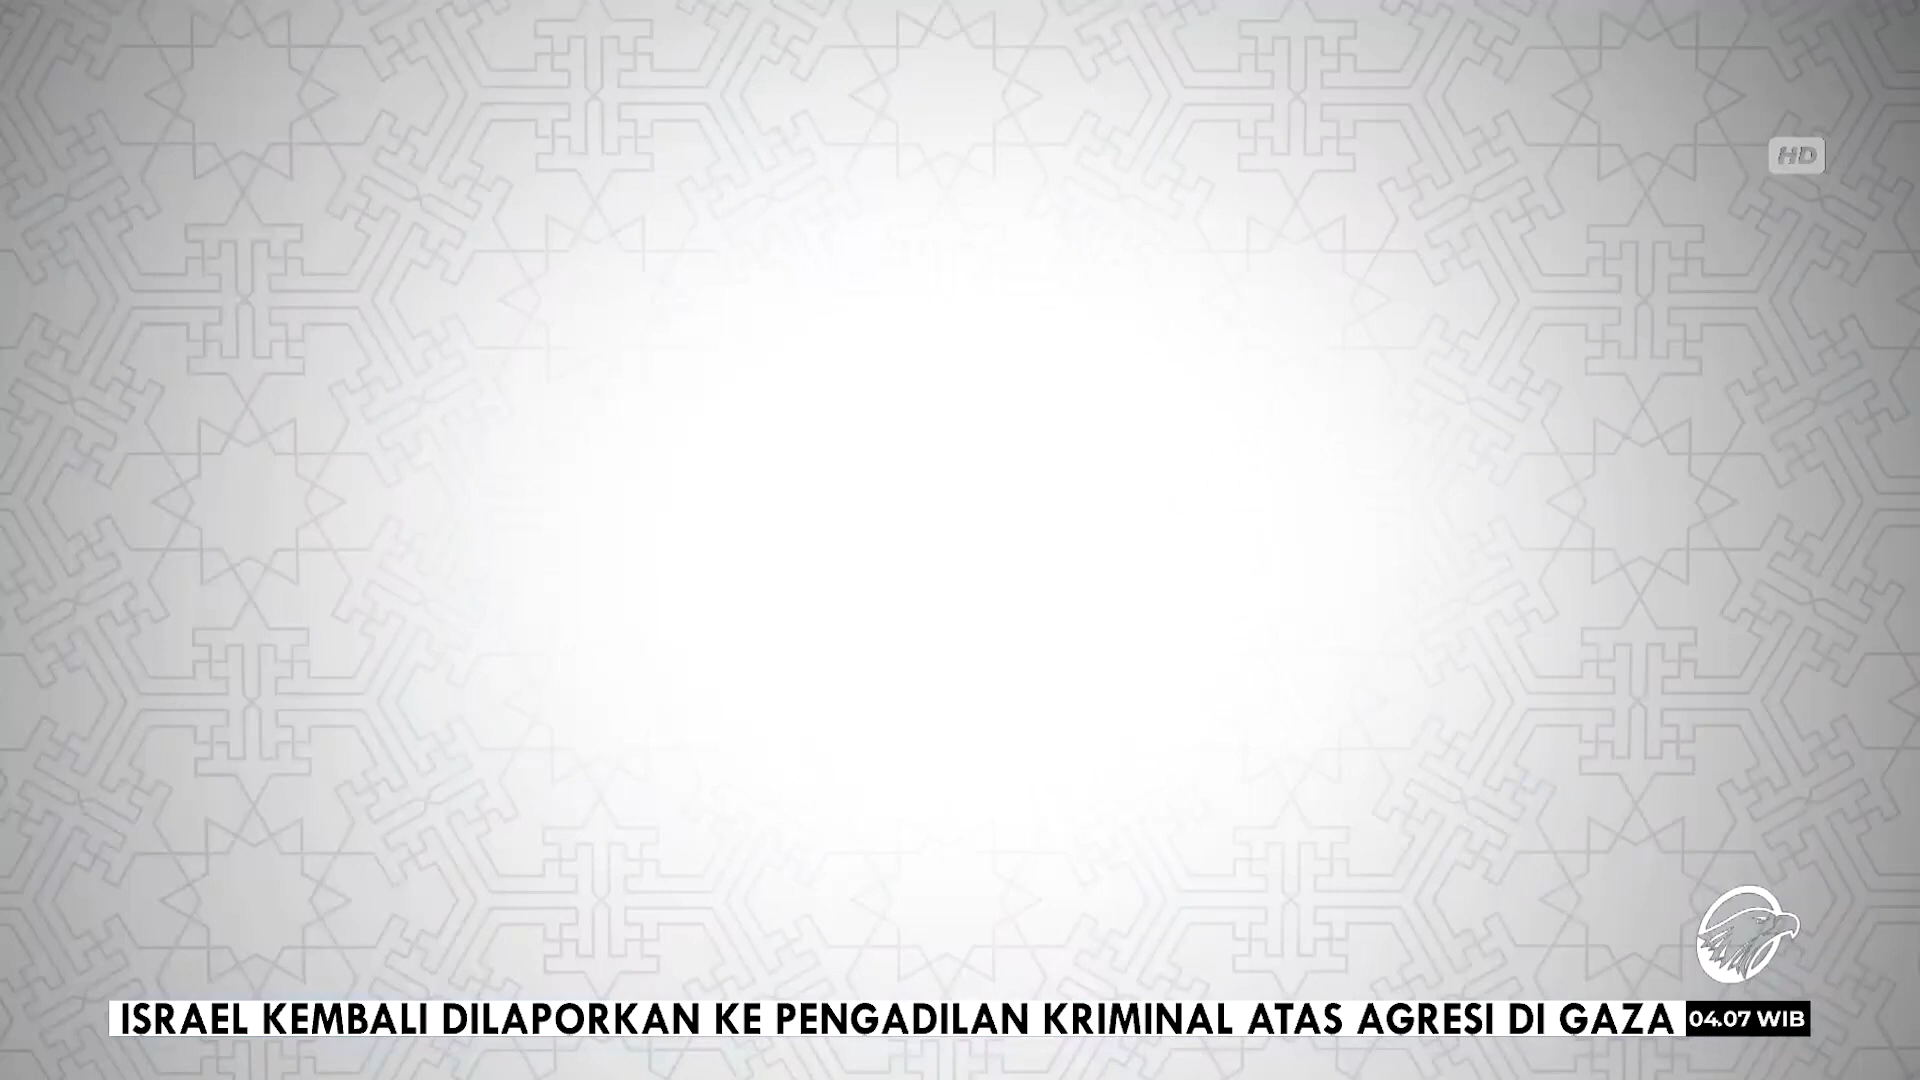 HD
ISRAEL KEMBALI DILAPORKAN KE PENGADILAN KRIMINAL ATAS AGRESI DI GAZA 04.07 WIB